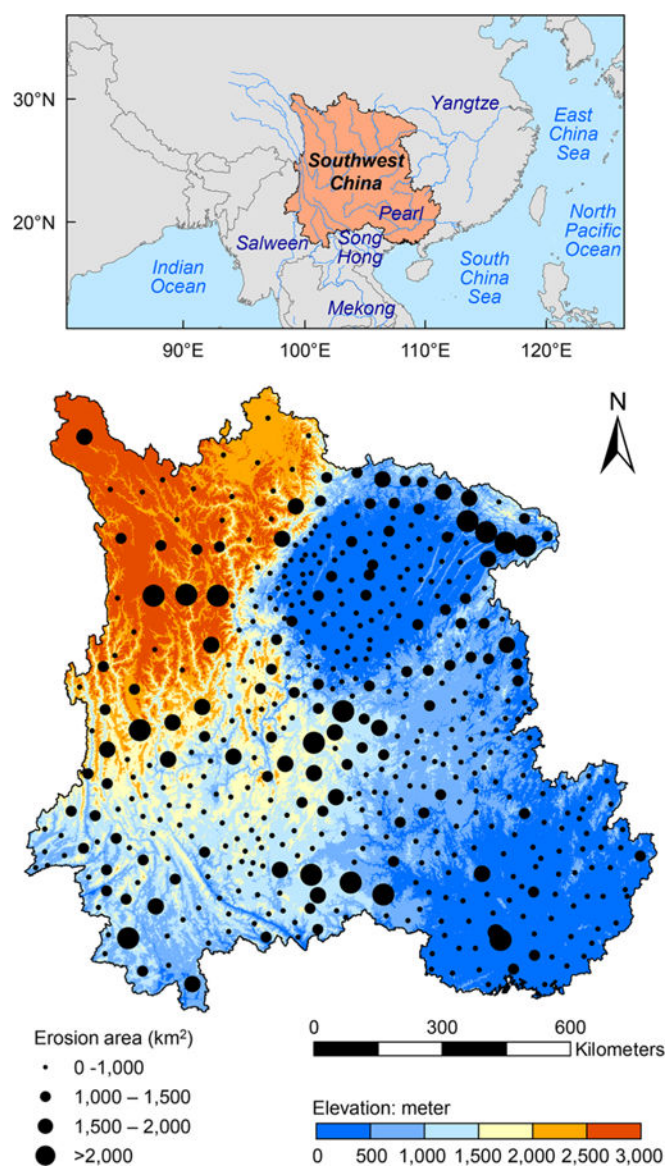 30°N
20°N
Yangtze
East
China
Sea
Southwest
China
Pearl
North
Pacific
Ocean
Salween
Song
Hong
Indian
Ocean
South
China
Sea
Mekong
90°E
100°E
110°E
120°E
N
Erosion area (km²)
0 -1,000
1,000 – 1,500
1,500 – 2,000
>2,000
0
300
600
Kilometers
Elevation: meter
0 500 1,000 1,500 2,000 2,500 3,000